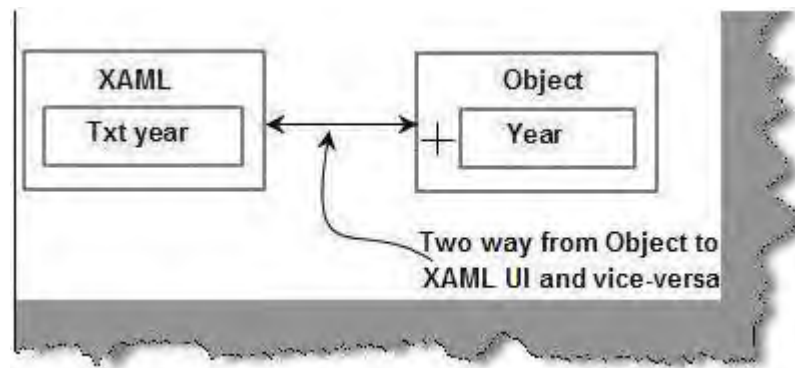 XAML
Object
Txt year
Year
Two way from Object to
XAML UI and vice-versa